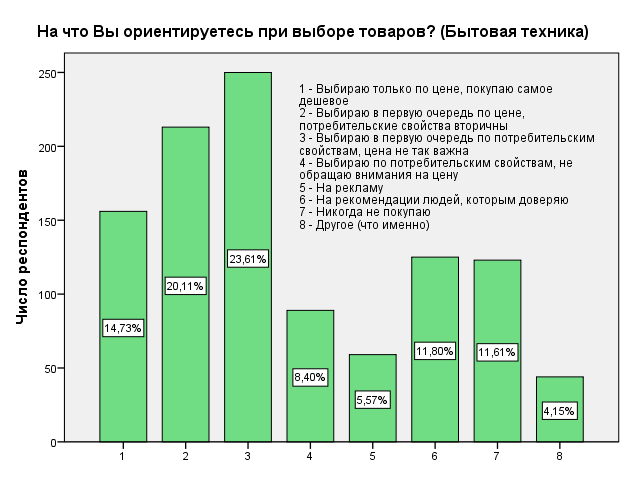 На что Вы ориентируетесь при выборе товаров? (Бытовая техника)
Число респондентов
250
200
150
100
50
0
1 - Выбираю только по цене, покупаю самое
дешевое
2 - Выбираю в первую очередь по цене,
потребительские свойства вторичны
3 - Выбираю в первую очередь по потребительским
свойствам, цена не так важна
4 - Выбираю по потребительским свойствам, не
обращаю внимания на цену
5 - На рекламу
6 - На рекомендации людей, которым доверяю
7 - Никогда не покупаю
8 - Другое (что именно)
14,73%
20,11%
23,61%
8,40%
5,57%
11,80%
11,61%
4,15%
1 2 3 4 5 6 7 8